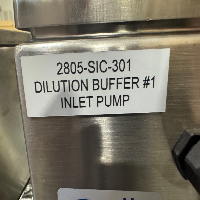 2805-SIC-301
DILUTION BUFFER #1
INLET PUMP